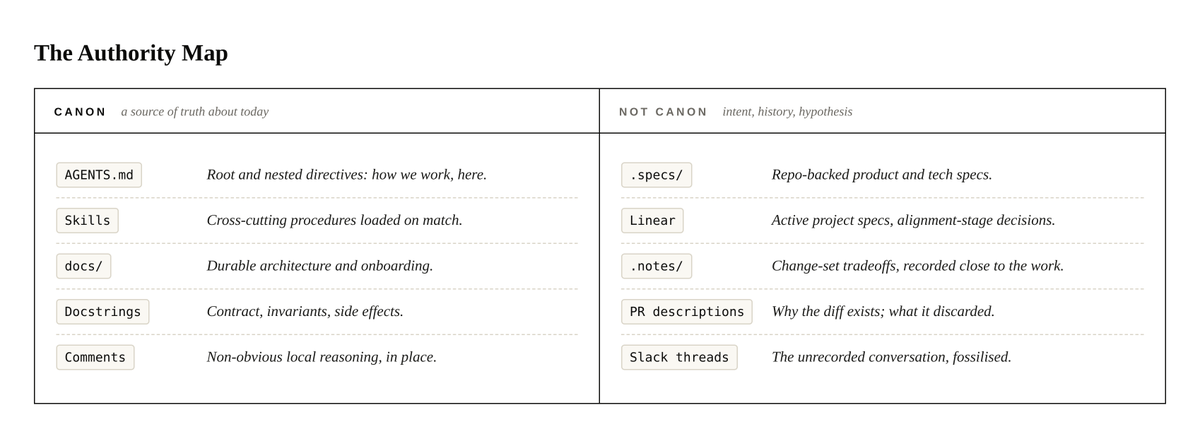 The Authority Map
CANON a source of truth about today
AGENTS.md Root and nested directives: how we work, here.
Skills Cross-cutting procedures loaded on match.
docs/ Durable architecture and onboarding.
Docstrings Contract, invariants, side effects.
Comments Non-obvious local reasoning, in place.
NOT CANON intent, history, hypothesis
.specs/ Repo-backed product and tech specs.
Linear Active project specs, alignment-stage decisions.
.notes/ Change-set tradeoffs, recorded close to the work.
PR descriptions Why the diff exists; what it discarded.
Slack threads The unrecorded conversation, fossilised.